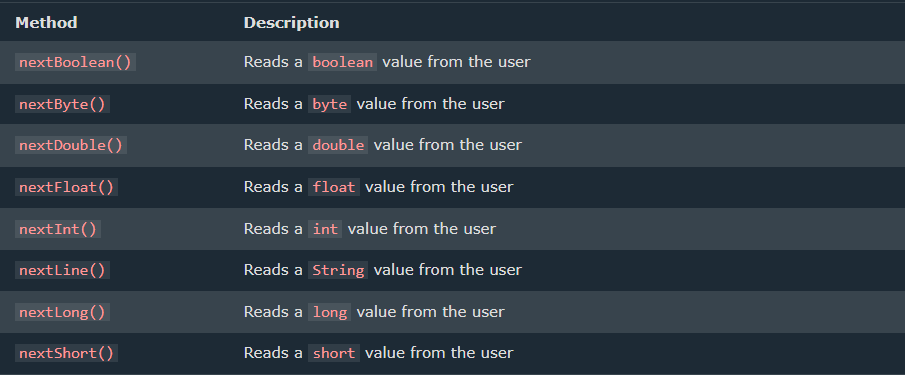 Method Description
nextBoolean() Reads a boolean value from the user
nextByte() Reads a byte value from the user
nextDouble() Reads a double value from the user
nextFloat() Reads a float value from the user
nextInt() Reads a int value from the user
nextLine() Reads a String value from the user
nextLong() Reads a long value from the user
nextShort() Reads a short value from the user